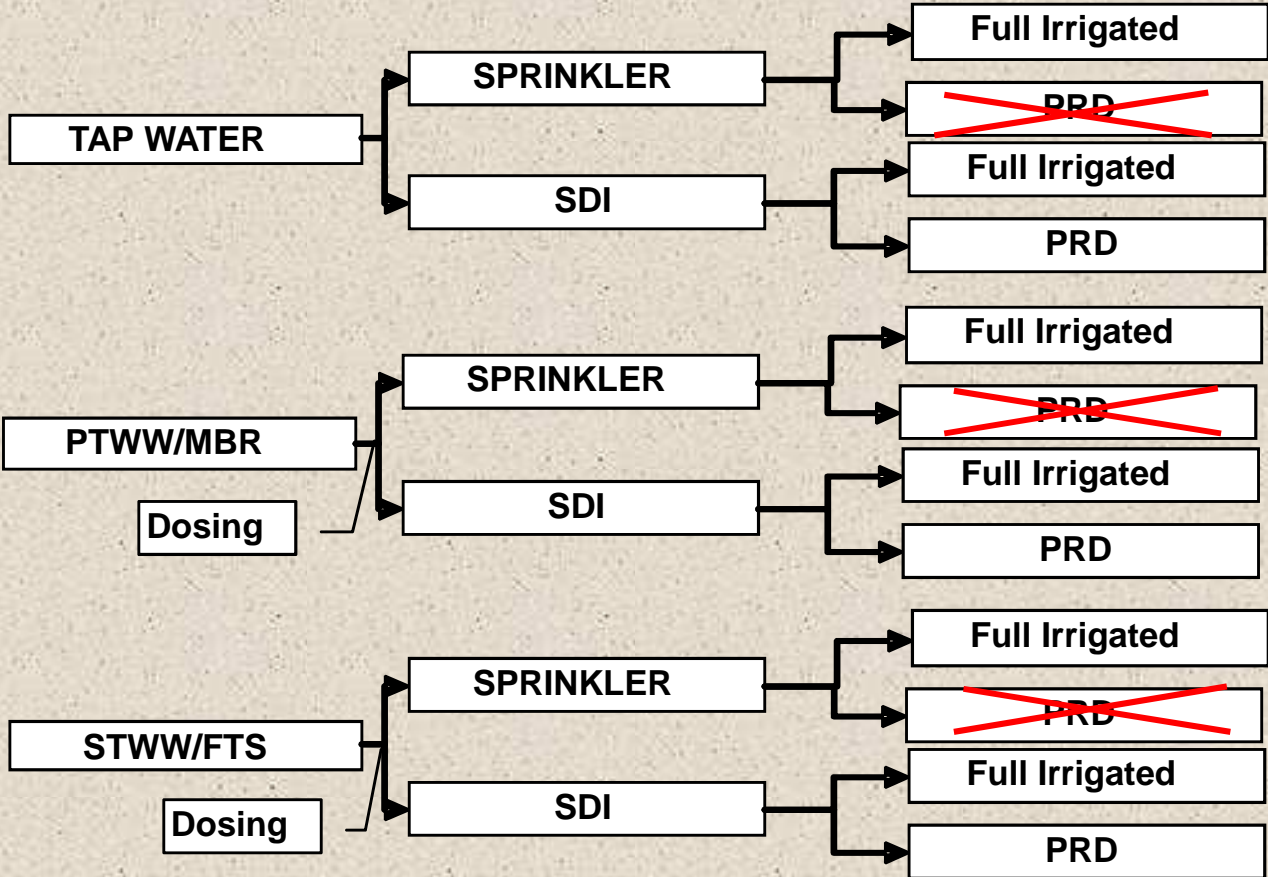 Full Irrigated
SPRINKLER
PRD
TAP WATER
Full Irrigated
SDI
PRD
Full Irrigated
SPRINKLER
PRD
PTWW/MBR
Full Irrigated
SDI
Dosing
PRD
Full Irrigated
SPRINKLER
PRD
STWW/FTS
Full Irrigated
SDI
Dosing
PRD